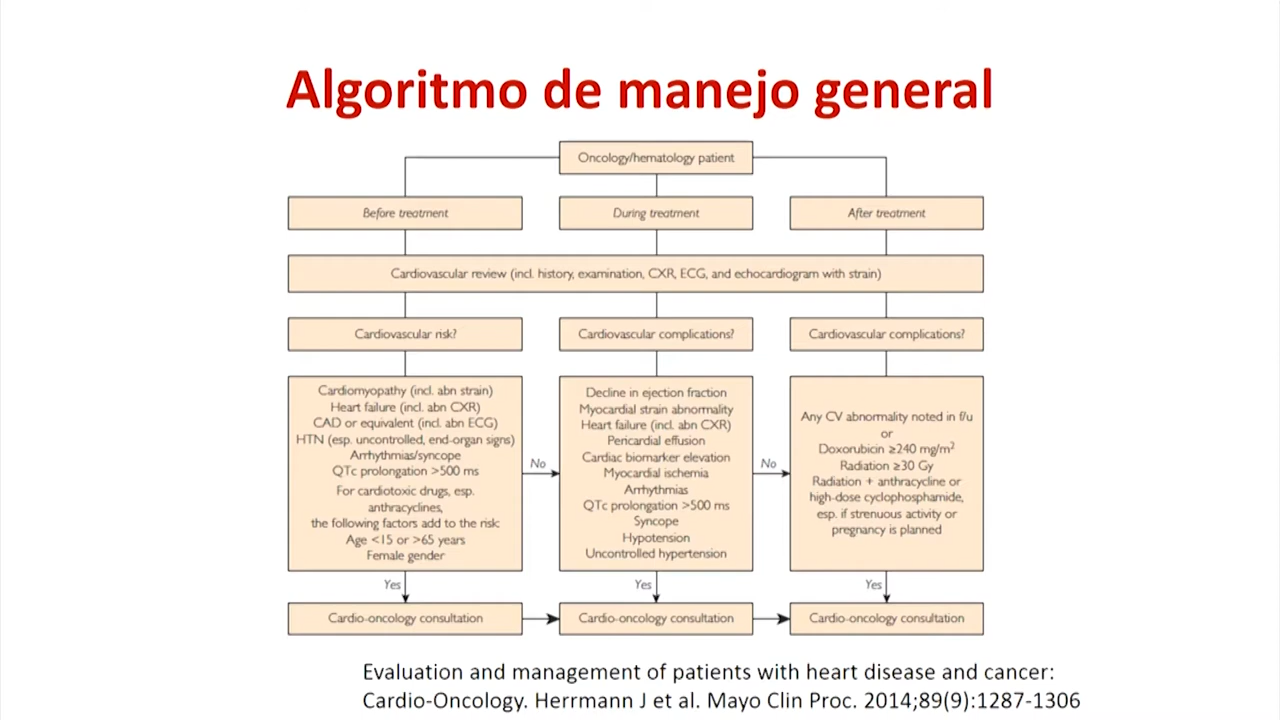 Algoritmo de manejo general
Oncology/hematology patient
Before treatment
During treatment
After treatment
Cardiovascular review (incl. history, examination, CXR, ECG, and echocardiogram with strain)
Cardiovascular risk?
Cardiovascular complications?
Cardiovascular complications?
Cardiomyopathy (incl. abn strain)
Heart failure (incl. abn CXR)
CAD or equivalent (incl. abn ECG)
HTN (esp. uncontrolled, end-organ signs)
Arrhythmias/syncope
QTc prolongation >500 ms
For cardiotoxic drugs, esp.
anthracyclines,
the following factors add to the risk:
Age <15 or >65 years
Female gender
No
Decline in ejection fraction
Myocardial strain abnormality
Heart failure (incl. abn CXR)
Pericardial effusion
Cardiac biomarker elevation
Myocardial ischemia
Arrhythmias
QTc prolongation >500 ms
Syncope
Hypotension
Uncontrolled hypertension
No
Any CV abnormality noted in f/u
or
Doxorubicin ≥240 mg/m²
Radiation ≥30 Gy
Radiation + anthracycline or
high-dose cyclophosphamide,
esp. if strenuous activity or
pregnancy is planned
Yes
Yes
Yes
Cardio-oncology consultation
Cardio-oncology consultation
Cardio-oncology consultation
Evaluation and management of patients with heart disease and cancer:
Cardio-Oncology. Herrmann J et al. Mayo Clin Proc. 2014;89(9):1287-1306